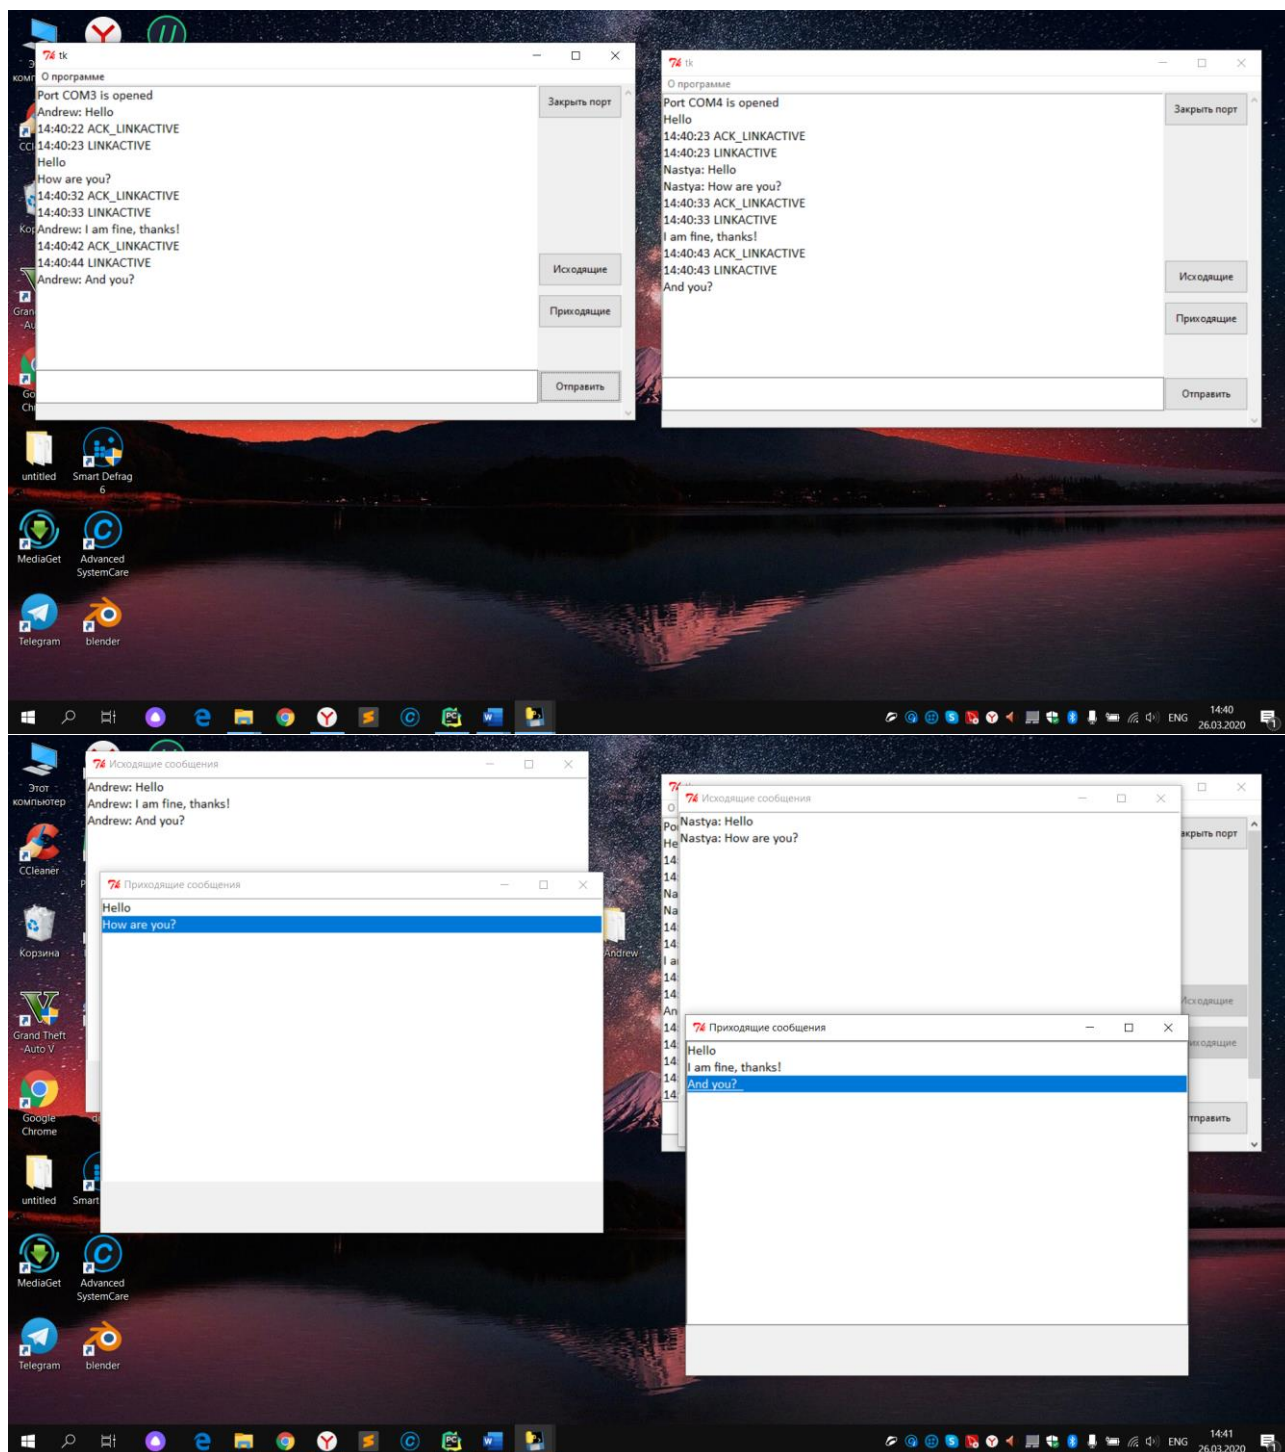 tk
О программе
Port COM3 is opened
Andrew: Hello
14:40:22 ACK_LINKACTIVE
14:40:23 LINKACTIVE
Hello
How are you?
14:40:32 ACK_LINKACTIVE
14:40:33 LINKACTIVE
Andrew: I am fine, thanks!
14:40:42 ACK_LINKACTIVE
14:40:44 LINKACTIVE
Andrew: And you?
Закрыть порт
Исходящие
Приходящие
Отправить
tk
О программе
Port COM4 is opened
Hello
14:40:23 ACK_LINKACTIVE
14:40:23 LINKACTIVE
Nastya: Hello
Nastya: How are you?
14:40:33 ACK_LINKACTIVE
14:40:33 LINKACTIVE
I am fine, thanks!
14:40:43 ACK_LINKACTIVE
14:40:43 LINKACTIVE
And you?
Закрыть порт
Исходящие
Приходящие
Отправить
untitled
Smart Defrag
6
MediaGet
Advanced
SystemCare
Telegram
blender
ENG
14:40
26.03.2020
Этот
компьютер
CCleaner
Корзина
Grand Theft
Auto V
Google
Chrome
untitled
Smart
MediaGet
Advanced
SystemCare
Telegram
blender
Исходящие сообщения
Andrew: Hello
Andrew: I am fine, thanks!
Andrew: And you?
Приходящие сообщения
Hello
How are you?
Andrew
Исходящие сообщения
Nastya: Hello
Nastya: How are you?
Приходящие сообщения
Hello
I am fine, thanks!
And you?
ENG
14:41
26.03.2020